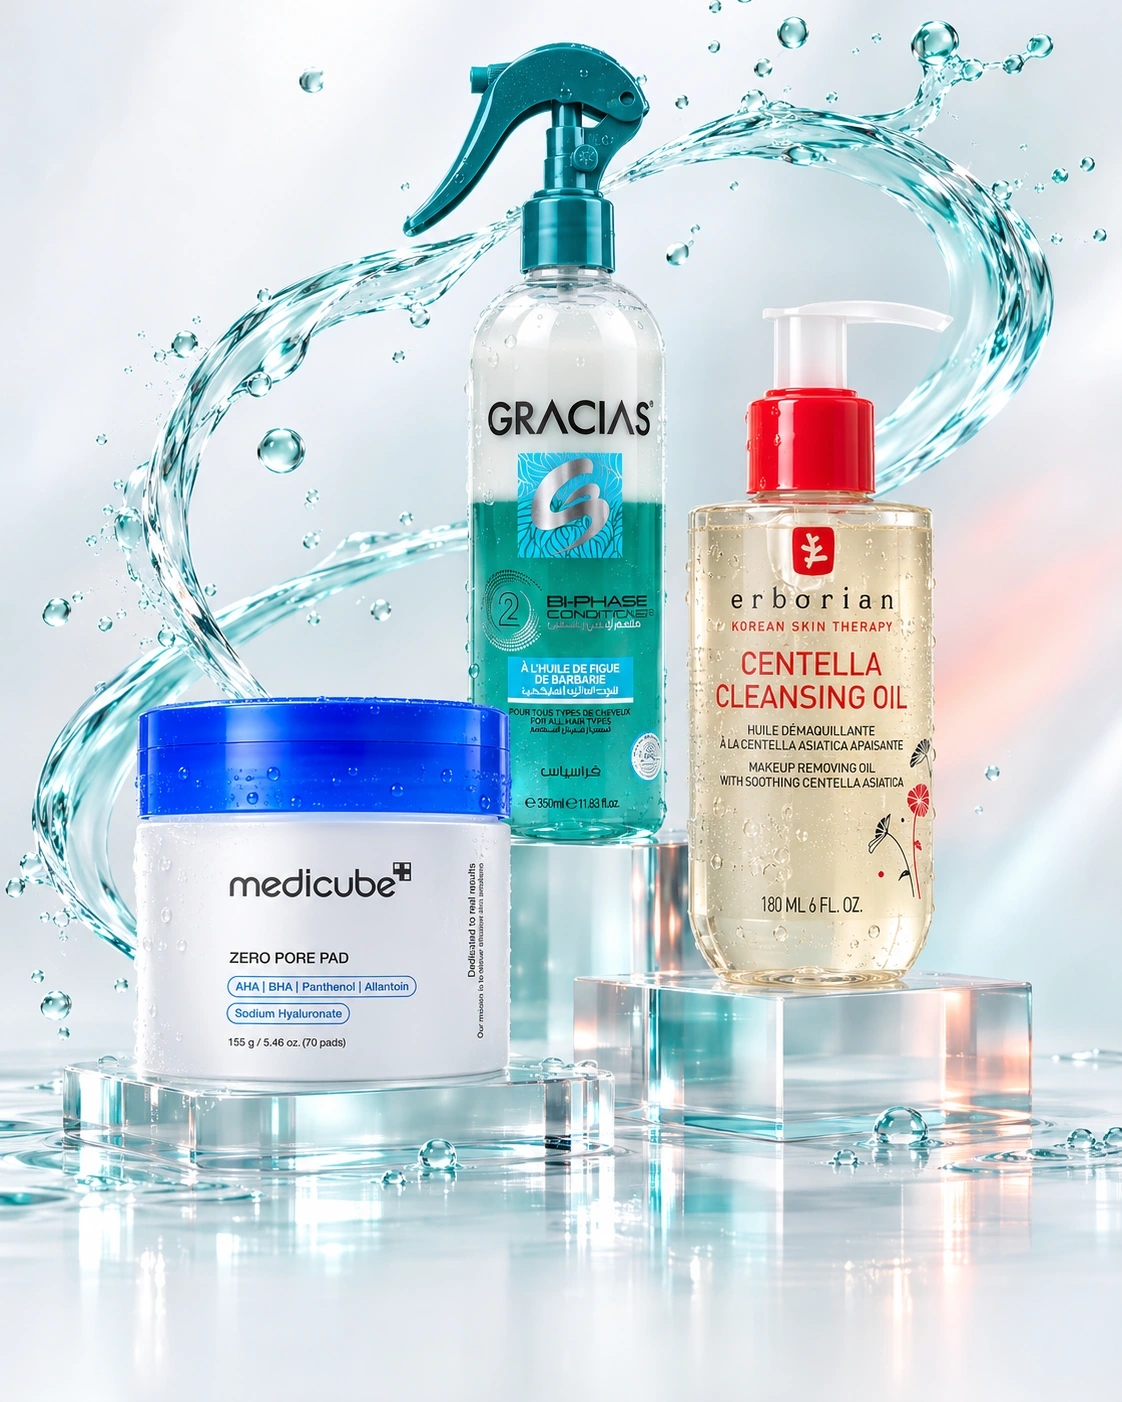 GRACIAS®
2
BI-PHASE
À L'HUILE DE FIGUE
DE BARBARIE
POUR TOUS TYPES DE CHEVEUX
FOR ALL HAIR TYPES
e 350ml e 11.83 fl.oz.
erborian
KOREAN SKIN THERAPY
CENTELLA
CLEANSING OIL
HUILE DÉMAQUILLANTE
À LA CENTELLA ASIATICA APAISANTE
MAKEUP REMOVING OIL
WITH SOOTHING CENTELLA ASIATICA
180 ML 6 FL. OZ.
medicube
ZERO PORE PAD
AHA | BHA | Panthenol | Allantoin
Sodium Hyaluronate
155 g / 5.46 oz. (70 pads)
Dedicated to real results